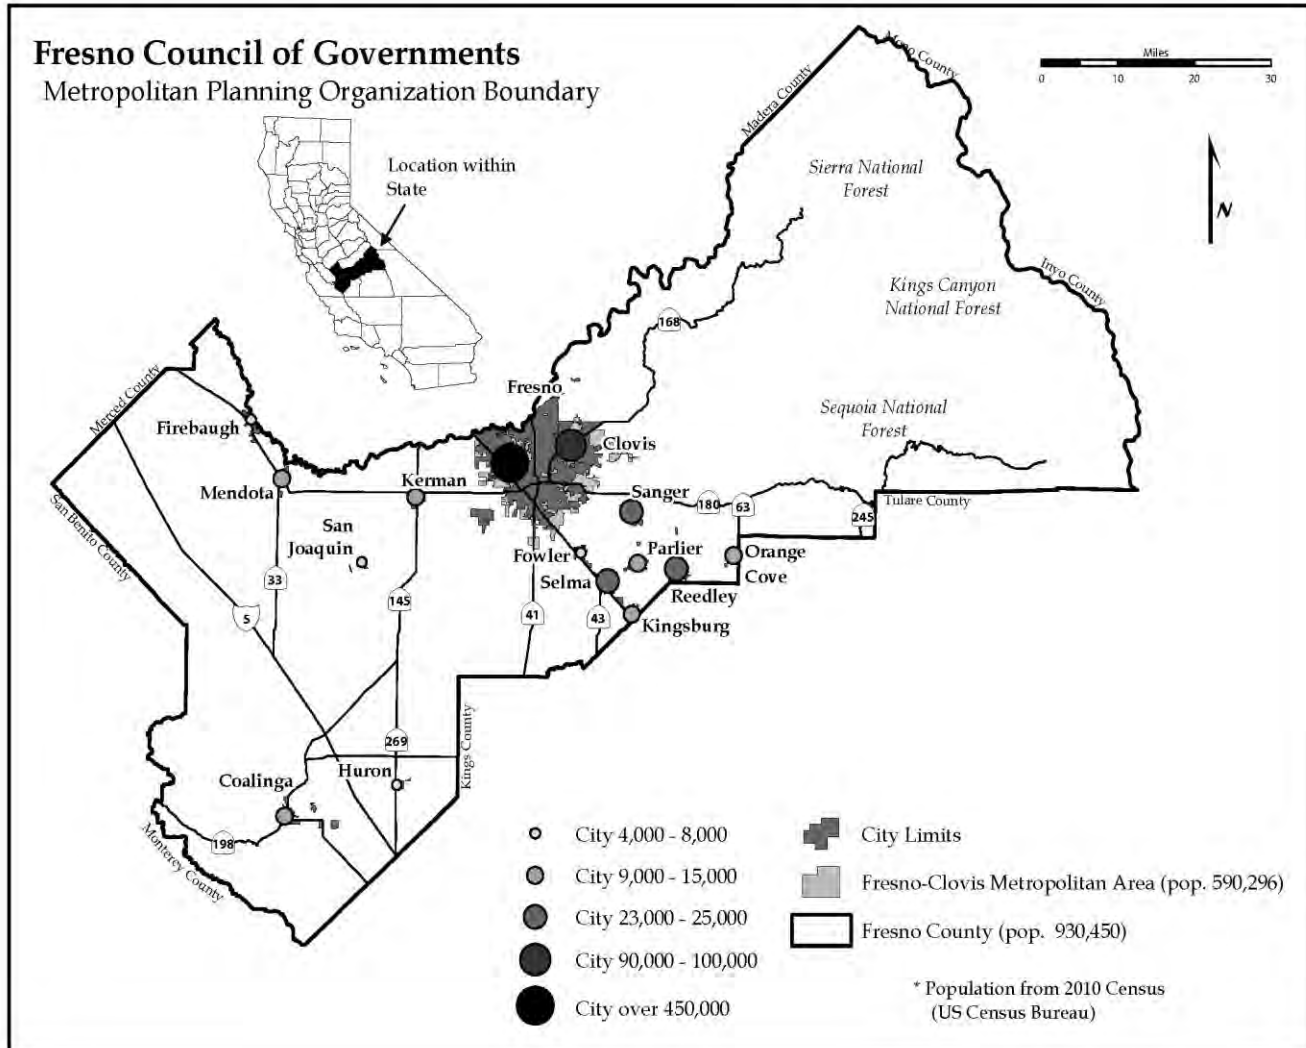 Fresno Council of Governments
Metropolitan Planning Organization Boundary
Miles
0 10 20 30
Location within
State
N
Mono County
Madera County
Sierra National
Forest
Inyo County
Kings Canyon
National Forest
168
Merced County
Fresno
Sequoia National
Forest
Firebaugh
Clovis
Mendota
Kerman
Sanger
180
63
245
Tulare County
San Benito County
San
Joaquin
Fowler
Parlier
Orange
Cove
33
Selma
Reedley
5
145
41
43
Kingsburg
269
Kings County
Coalinga
Huron
198
Monterey County
City 4,000 - 8,000
City 9,000 - 15,000
City 23,000 - 25,000
City 90,000 - 100,000
City over 450,000
City Limits
Fresno-Clovis Metropolitan Area (pop. 590,296)
Fresno County (pop. 930,450)
* Population from 2010 Census
(US Census Bureau)